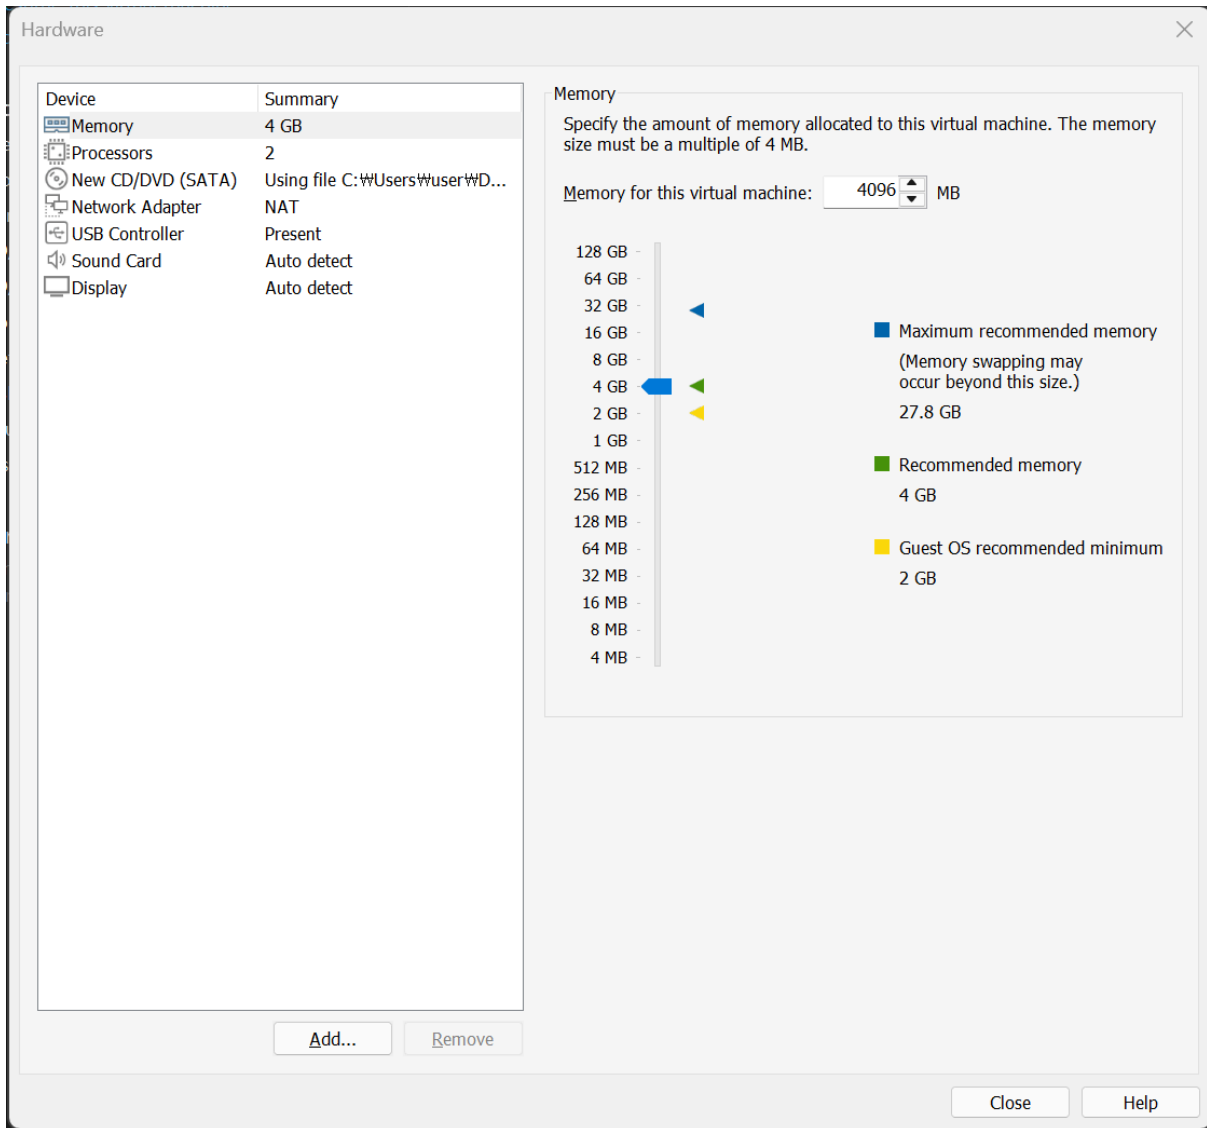 Hardware
Device Summary
Memory 4 GB
Processors 2
New CD/DVD (SATA) Using file C:₩Users₩user₩D...
Network Adapter NAT
USB Controller Present
Sound Card Auto detect
Display Auto detect
Add... Remove
Memory
Specify the amount of memory allocated to this virtual machine. The memory
size must be a multiple of 4 MB.
Memory for this virtual machine: 4096 MB
128 GB
64 GB
32 GB
16 GB
8 GB
4 GB
2 GB
1 GB
512 MB
256 MB
128 MB
64 MB
32 MB
16 MB
8 MB
4 MB
Maximum recommended memory
(Memory swapping may
occur beyond this size.)
27.8 GB
Recommended memory
4 GB
Guest OS recommended minimum
2 GB
Close Help